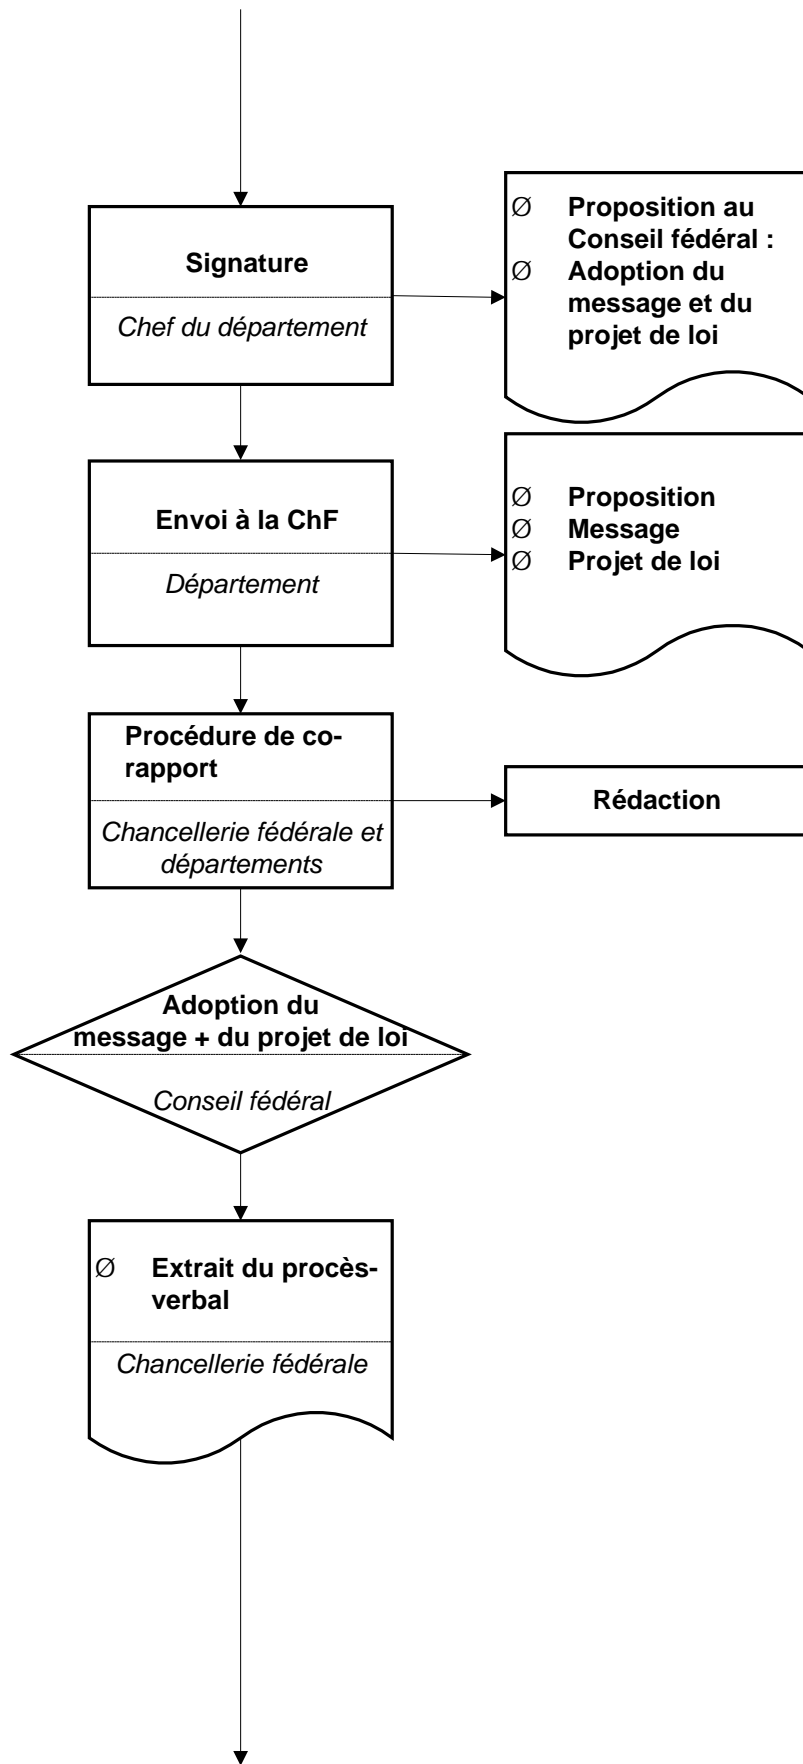 Signature
Chef du département
Ø Proposition au
Conseil fédéral :
Ø Adoption du
message et du
projet de loi
Envoi à la ChF
Département
Ø Proposition
Ø Message
Ø Projet de loi
Procédure de co-
rapport
Chancellerie fédérale et
départements
Rédaction
Adoption du
message + du projet de loi
Conseil fédéral
Ø Extrait du procès-
verbal
Chancellerie fédérale